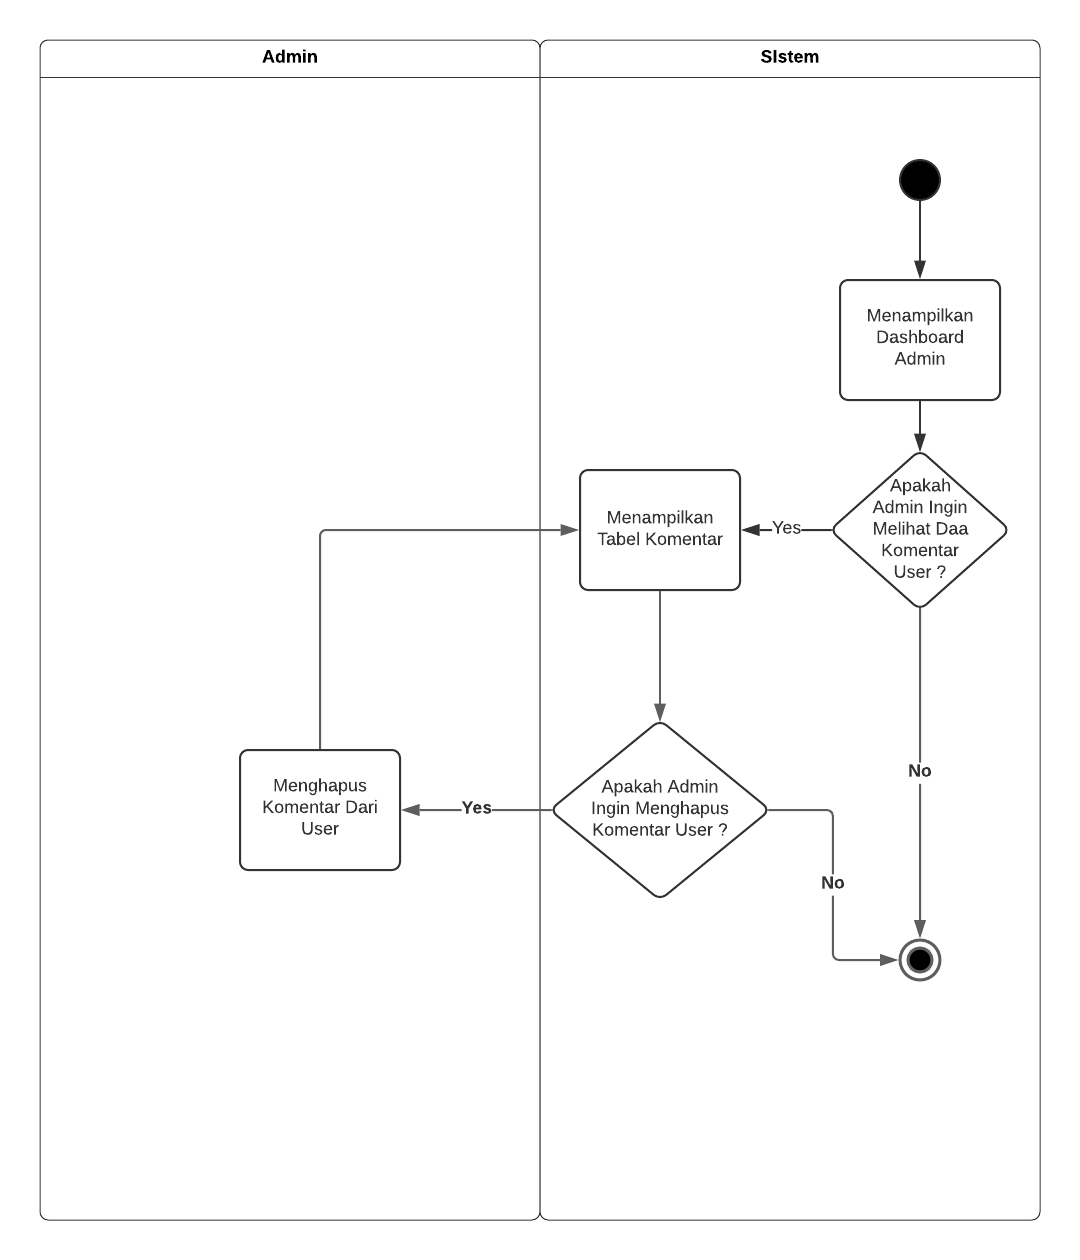 Admin
SIstem
Menampilkan
Dashboard
Admin
Apakah
Admin Ingin
Melihat Daa
Komentar
User ?
Yes
Menampilkan
Tabel Komentar
No
Apakah Admin
Ingin Menghapus
Komentar User ?
Yes
Menghapus
Komentar Dari
User
No